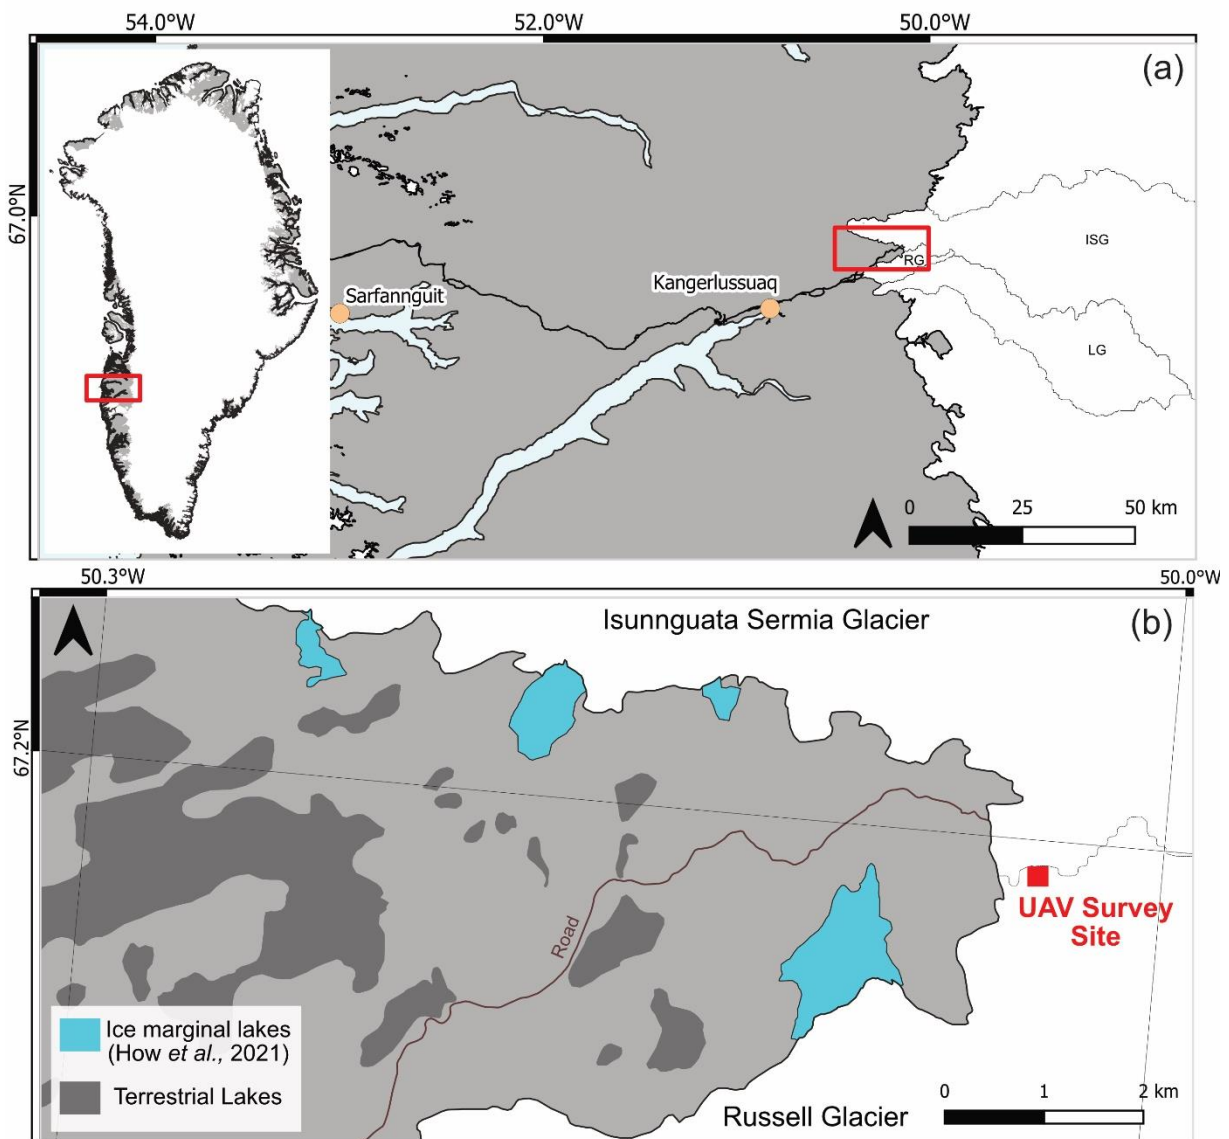 54.0°W
52.0°W
50.0°W
(a)
67.0°N
ISG
RG
Kangerlussuaq
Sarfannguit
LG
0 25 50 km
50.3°W
50.0°W
Isunnguata Sermia Glacier
(b)
67.2°N
UAV Survey
Site
Road
Ice marginal lakes
(How et al., 2021)
Terrestrial Lakes
0 1 2 km
Russell Glacier